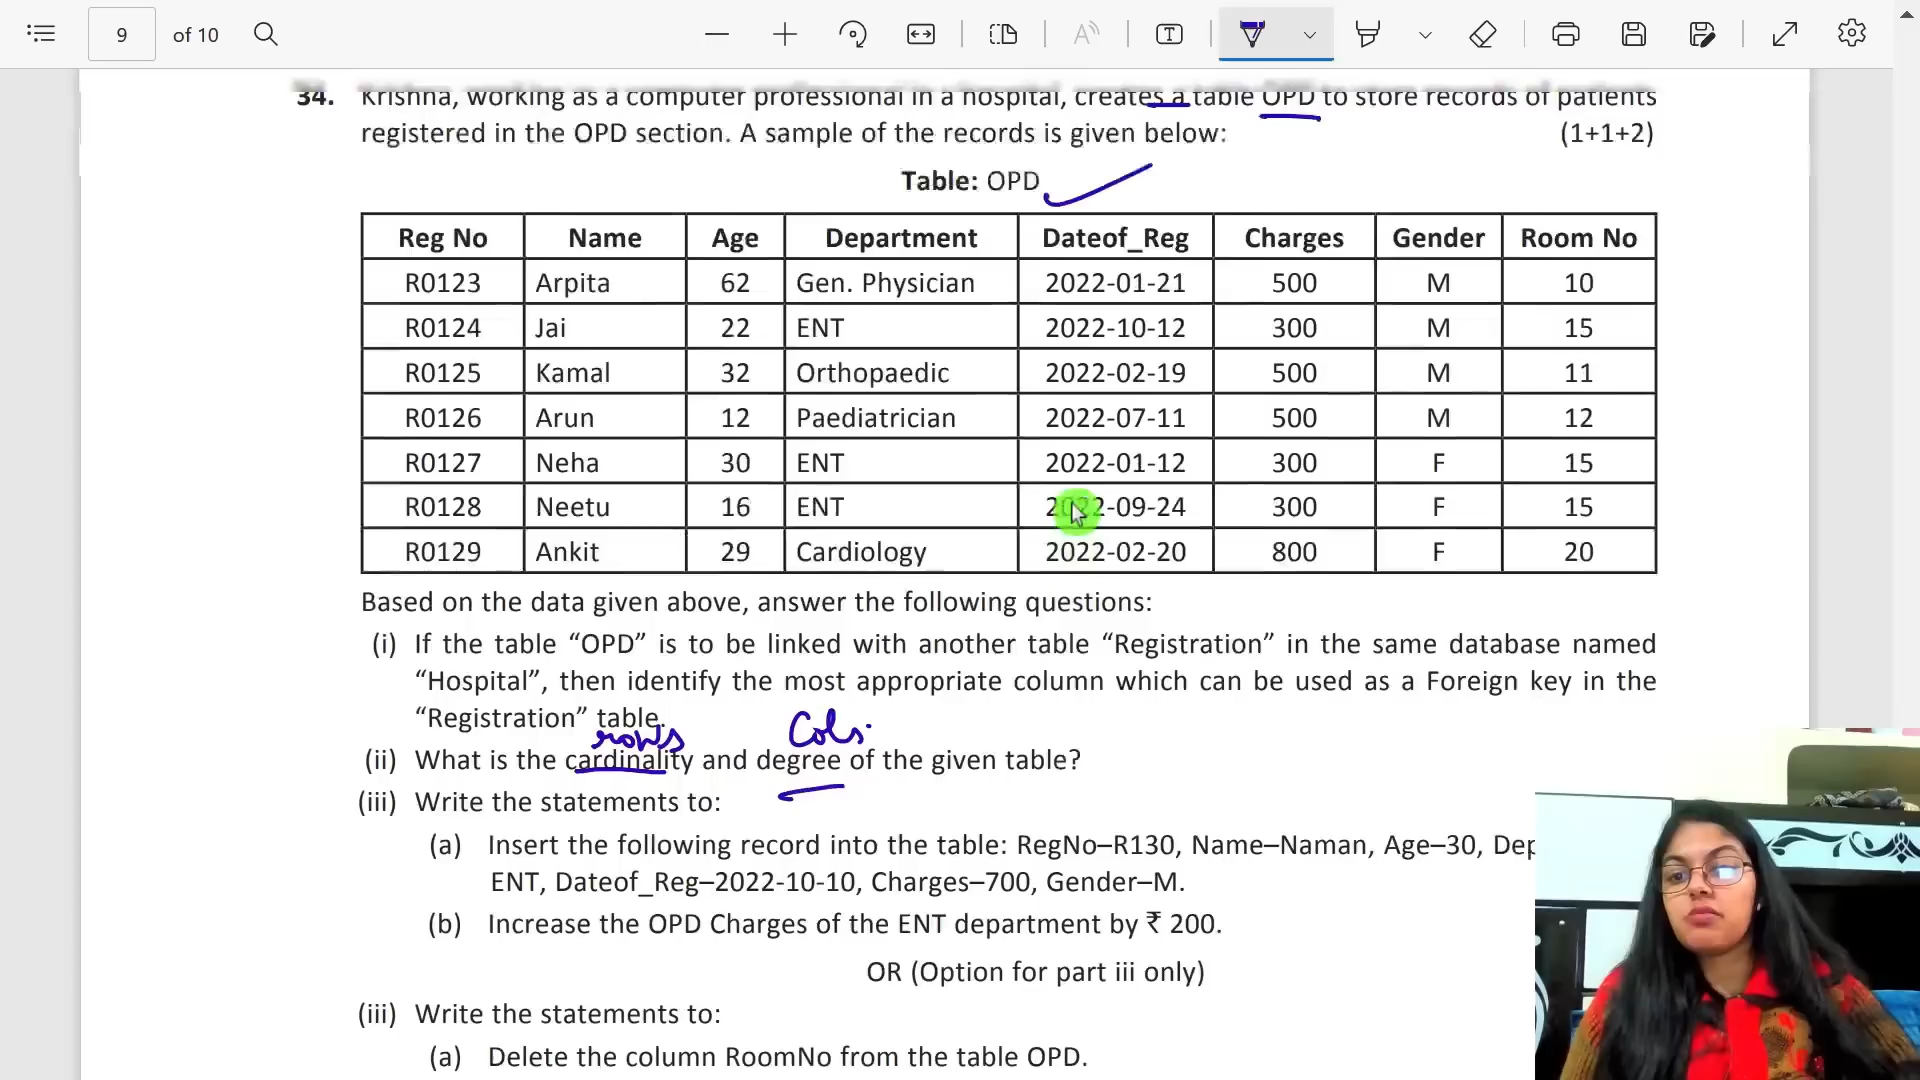 9 of 10
34. Krishna, working as a computer professional in a hospital, creates a table OPD to store records of patients
registered in the OPD section. A sample of the records is given below: (1+1+2)
Table: OPD
Reg No Name Age Department Dateof_Reg Charges Gender Room No
R0123 Arpita 62 Gen. Physician 2022-01-21 500 M 10
R0124 Jai 22 ENT 2022-10-12 300 M 15
R0125 Kamal 32 Orthopaedic 2022-02-19 500 M 11
R0126 Arun 12 Paediatrician 2022-07-11 500 M 12
R0127 Neha 30 ENT 2022-01-12 300 F 15
R0128 Neetu 16 ENT 2022-09-24 300 F 15
R0129 Ankit 29 Cardiology 2022-02-20 800 F 20
Based on the data given above, answer the following questions:
(i) If the table “OPD” is to be linked with another table “Registration” in the same database named
“Hospital”, then identify the most appropriate column which can be used as a Foreign key in the
“Registration” table.
rows Cols
(ii) What is the cardinality and degree of the given table?
(iii) Write the statements to:
(a) Insert the following record into the table: RegNo–R130, Name–Naman, Age–30, Dep
ENT, Dateof_Reg–2022-10-10, Charges–700, Gender–M.
(b) Increase the OPD Charges of the ENT department by ₹ 200.
OR (Option for part iii only)
(iii) Write the statements to:
(a) Delete the column RoomNo from the table OPD.